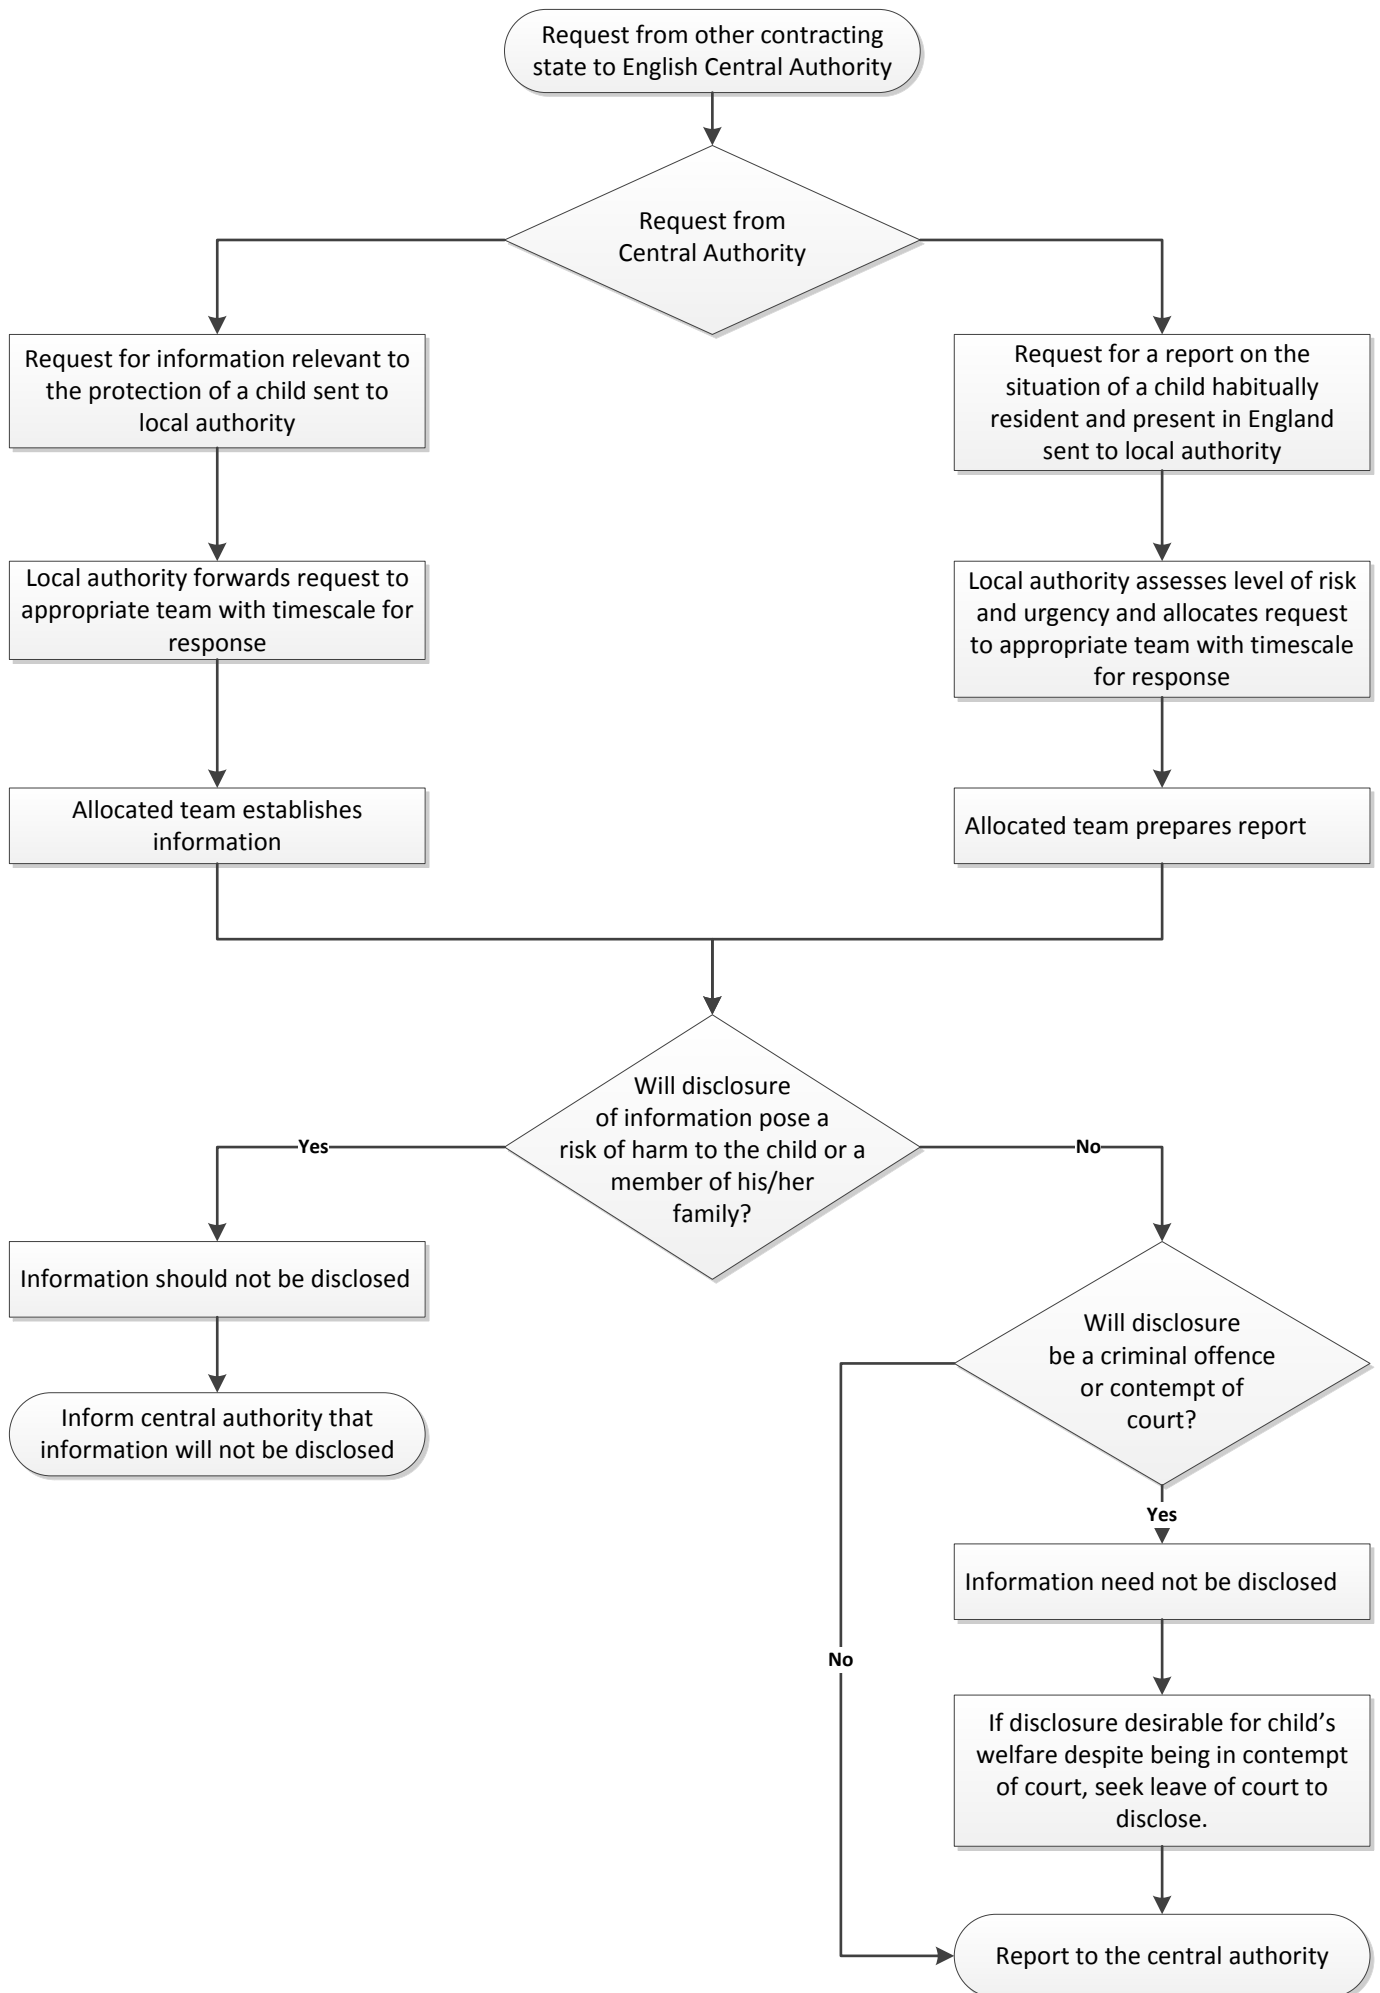 Request from other contracting
state to English Central Authority
Request from
Central Authority
Request for information relevant to
the protection of a child sent to
local authority
Request for a report on the
situation of a child habitually
resident and present in England
sent to local authority
Local authority forwards request to
appropriate team with timescale for
response
Local authority assesses level of risk
and urgency and allocates request
to appropriate team with timescale
for response
Allocated team establishes
information
Allocated team prepares report
Will disclosure
of information pose a
risk of harm to the child or a
member of his/her
family?
Yes
No
Information should not be disclosed
Inform central authority that
information will not be disclosed
Will disclosure
be a criminal offence
or contempt of
court?
Yes
Information need not be disclosed
No
If disclosure desirable for child’s
welfare despite being in contempt
of court, seek leave of court to
disclose.
Report to the central authority